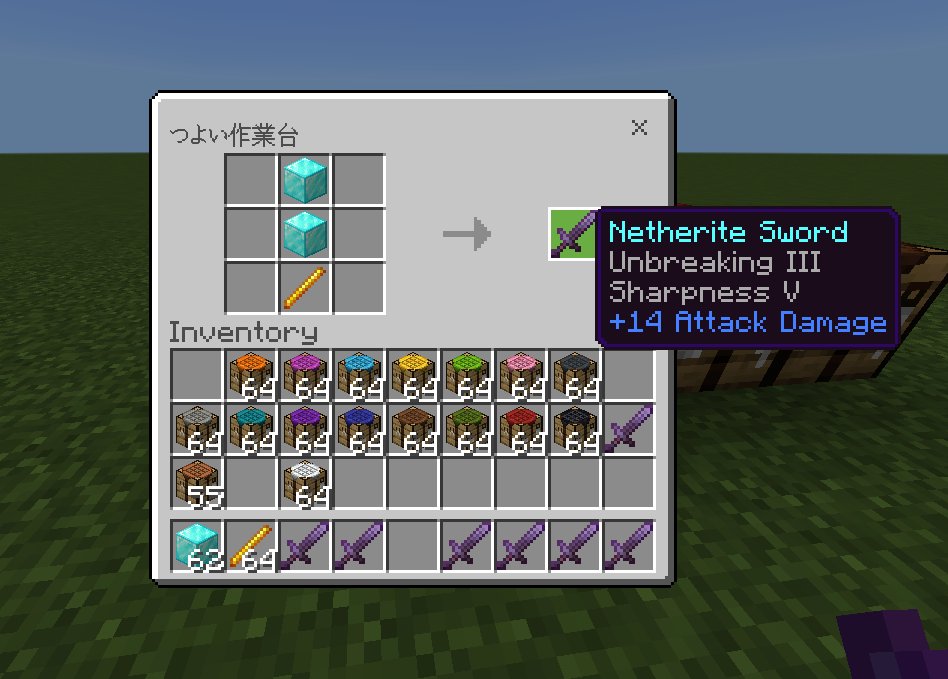 つよい作業台
Netherite Sword
Unbreaking III
Sharpness V
+14 Attack Damage
Inventory
64 64 64 64 64 64 64
64 64 64 64 64 64 64 64
55 64
62 64